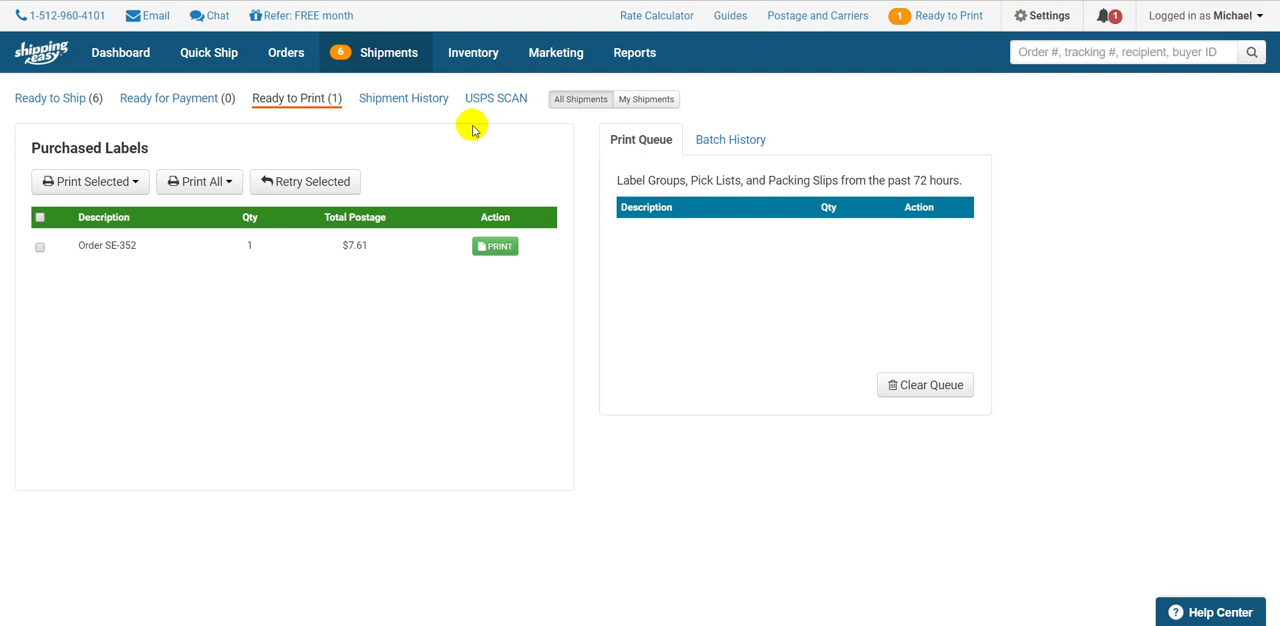 1-512-960-4101 Email Chat Refer: FREE month Rate Calculator Guides Postage and Carriers 1 Ready to Print Settings 1 Logged in as Michael
shipping easy Dashboard Quick Ship Orders 6 Shipments Inventory Marketing Reports Order #, tracking #, recipient, buyer ID
Ready to Ship (6) Ready for Payment (0) Ready to Print (1) Shipment History USPS SCAN All Shipments My Shipments
Purchased Labels
Print Selected Print All Retry Selected
Description Qty Total Postage Action
Order SE-352 1 $7.61 PRINT
Print Queue Batch History
Label Groups, Pick Lists, and Packing Slips from the past 72 hours.
Description Qty Action
Clear Queue
? Help Center